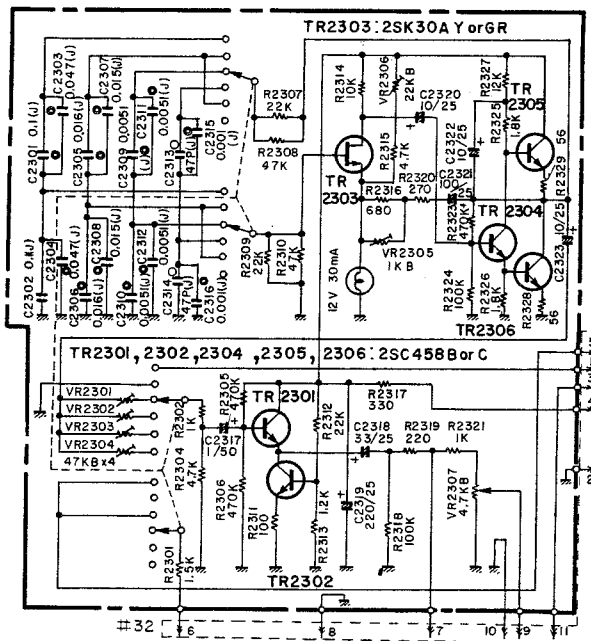 TR2303:2SK30A Y or GR
C2303
0.047(J)
C2307
0.015(J)
C2311
(J)
C2315
0.001
(J)
C2301 0.1(J)
C2305 0.016(J)
C2309 0.0051
C2313
47P(J)
R2307
22K
R2308
47K
R2314
10K
VR2306
22KB
C2320
10/25
R2315
4.7K
R2327
12K
TR
2305
R2325
1.8K
C2322
10/25
56
R2329
TR
2303
R2316
680
R2320
270
C2321
100
/25
R2323
470K
TR
2304
C2323 10/25
VR2305
1KB
12V 30mA
R2324
100K
R2326
1.8K
R2328
56
TR2306
R2309
22K
R2310
47K
C2302 0.1(J)
C2304
0.047(J)
C2306
0.016(J)
C2308
0.015(J)
C2310
0.0051(J)
C2312
0.0051(J)
C2314
47P(J)
C2316
0.001(J)
TR2301, 2302, 2304, 2305, 2306:2SC458B or C
VR2301
VR2302
VR2303
VR2304
47KB x4
R2302
1K
R2304
4.7K
R2305
470K
C2317
1/50
R2306
470K
TR
2301
R2311
100
R2312
22K
R2313
1.2K
R2317
330
C2318
33/25
C2319
220/25
R2319
220
R2321
1K
R2318
100K
VR2307
4.7KB
R2301
1.5K
TR2302
#32
6
8
7
10
9
11